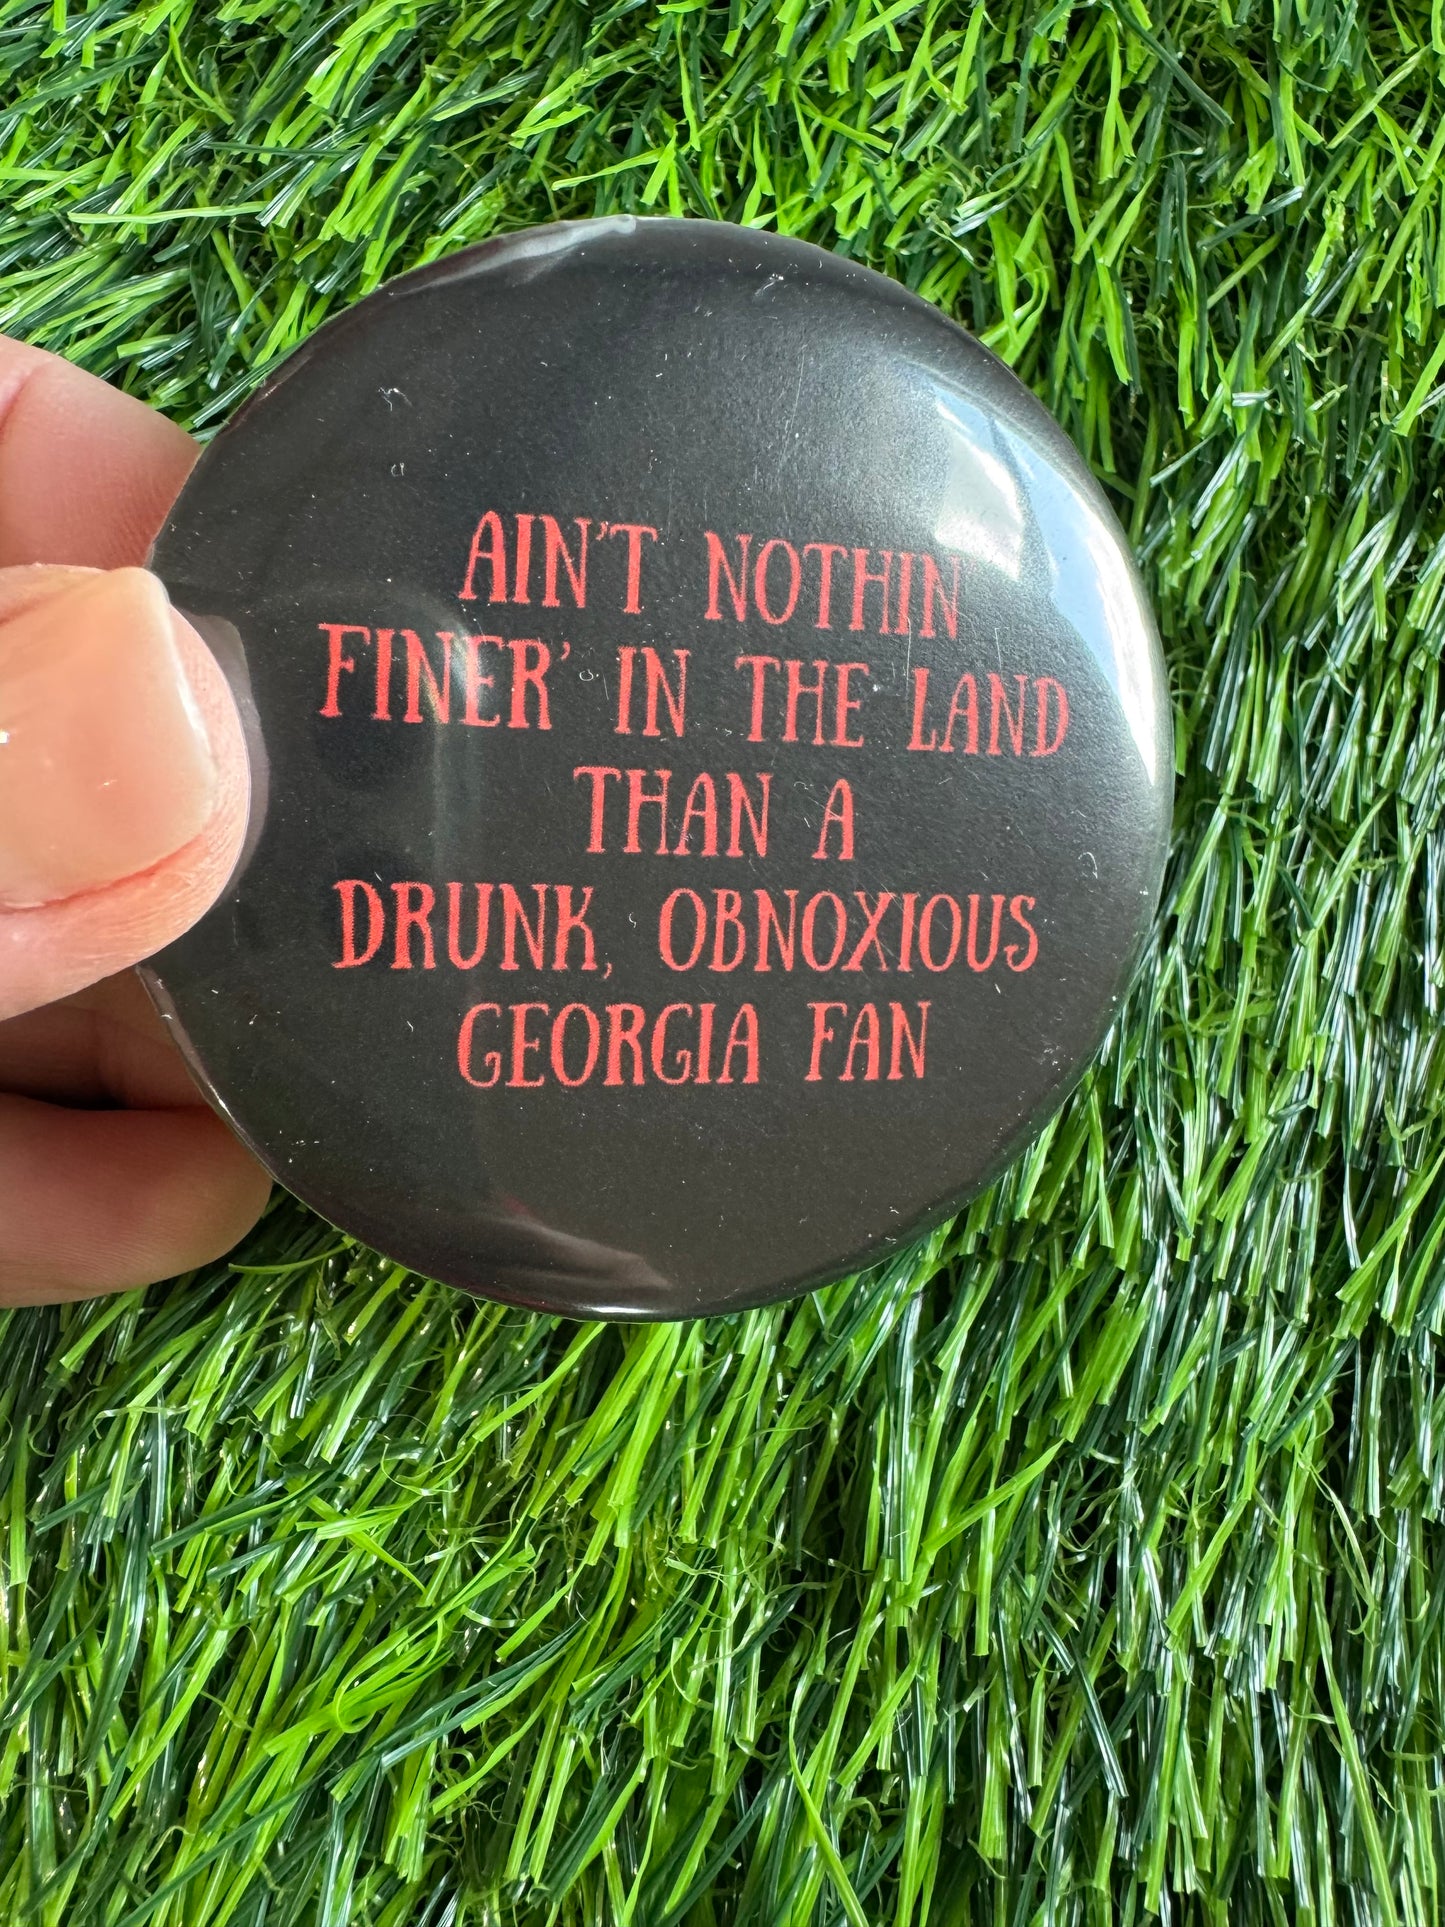 AIN'T NOTHIN'
FINER' IN THE LAND
THAN A
DRUNK, OBNOXIOUS
GEORGIA FAN